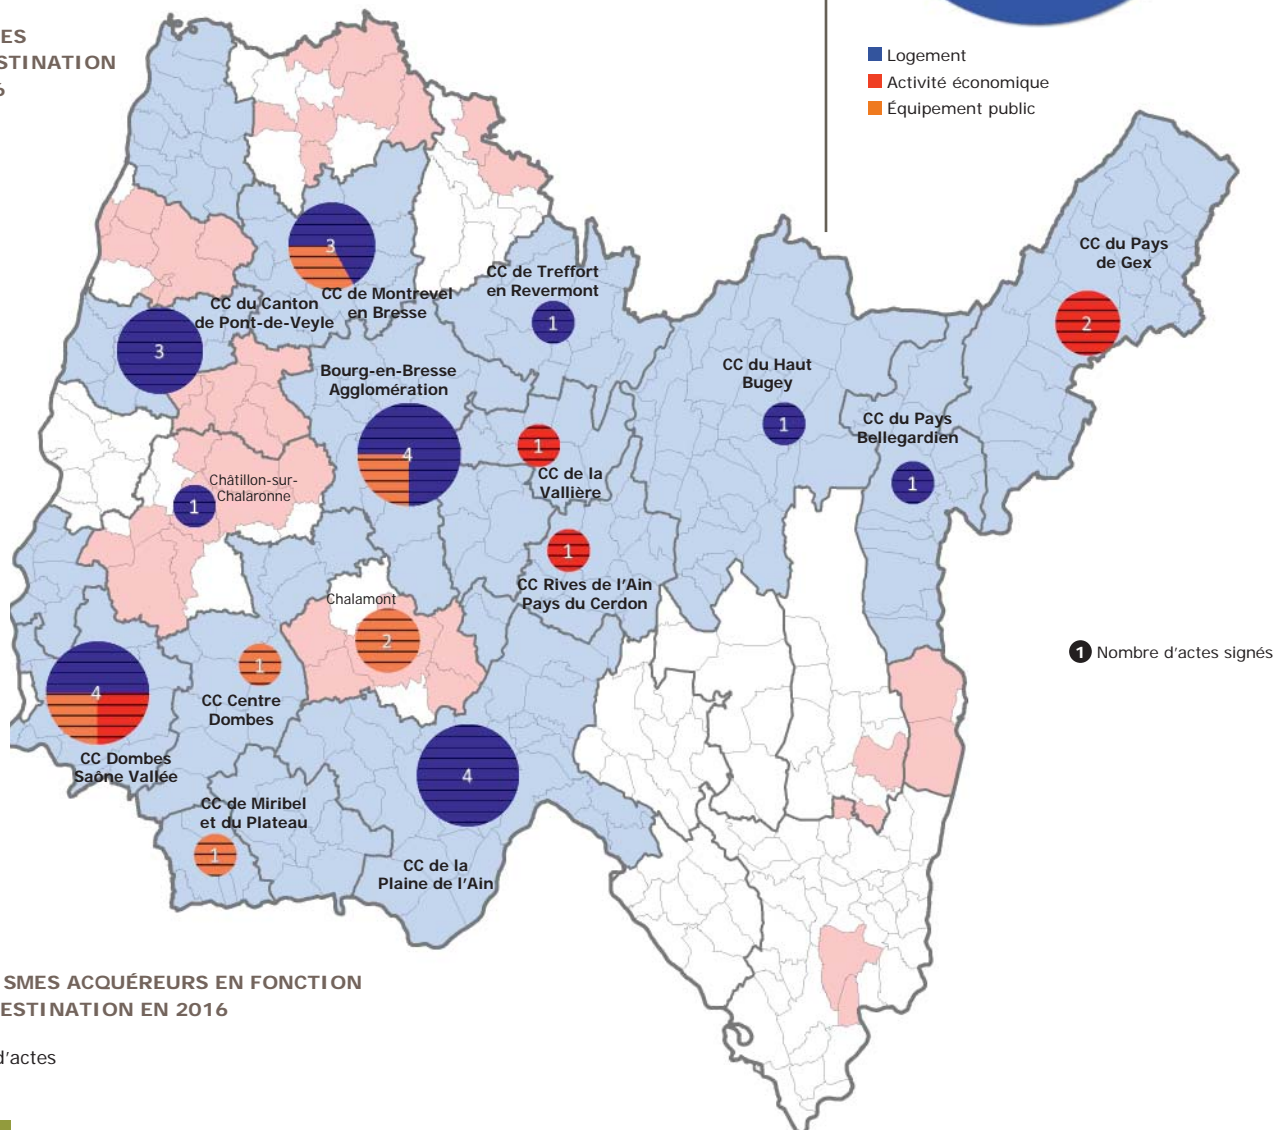 ES
STINATION
6
Logement
Activité économique
Équipement public
CC du Pays
de Gex
2
3
CC de Treffort
en Revermont
1
CC de Montrevel
en Bresse
CC du Canton
de Pont-de-Veyle
3
Bourg-en-Bresse
Agglomération
4
CC du Haut
Bugey
1
CC du Pays
Bellegardien
1
1
CC de la
Vallière
Châtillon-sur-
Chalaronne
1
1
CC Rives de l'Ain
Pays du Cerdon
Chalamont
2
1
CC Centre
Dombes
4
CC Dombes
Saône Vallée
1 Nombre d'actes signés
4
CC de la
Plaine de l'Ain
CC de Miribel
et du Plateau
1
SMES ACQUÉREURS EN FONCTION
ESTINATION EN 2016
d'actes